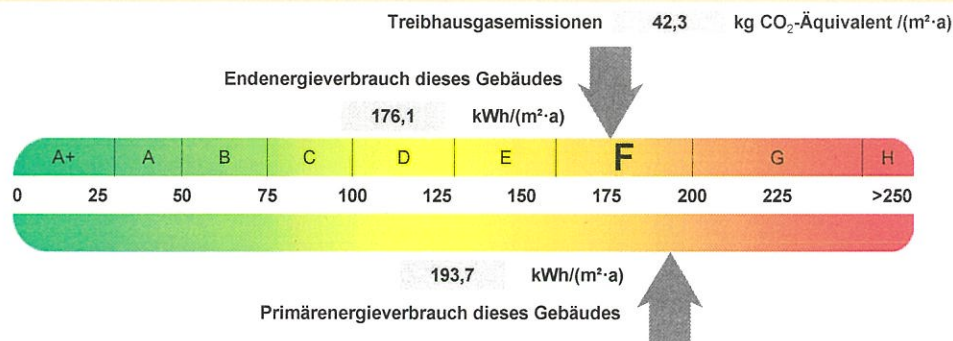 Treibhausgasemissionen 42,3 kg CO₂-Äquivalent /(m²·a)
Endenergieverbrauch dieses Gebäudes
176,1 kWh/(m²·a)
A+ A B C D E F G H
0 25 50 75 100 125 150 175 200 225 >250
193,7 kWh/(m²·a)
Primärenergieverbrauch dieses Gebäudes